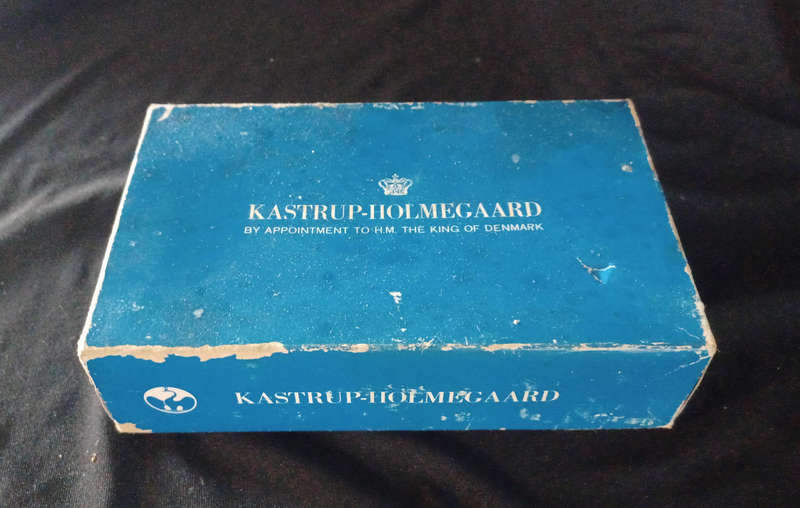 KASTRUP-HOLMEGAARD
BY APPOINTMENT TO H.M. THE KING OF DENMARK
KASTRUP-HOLMEGAARD